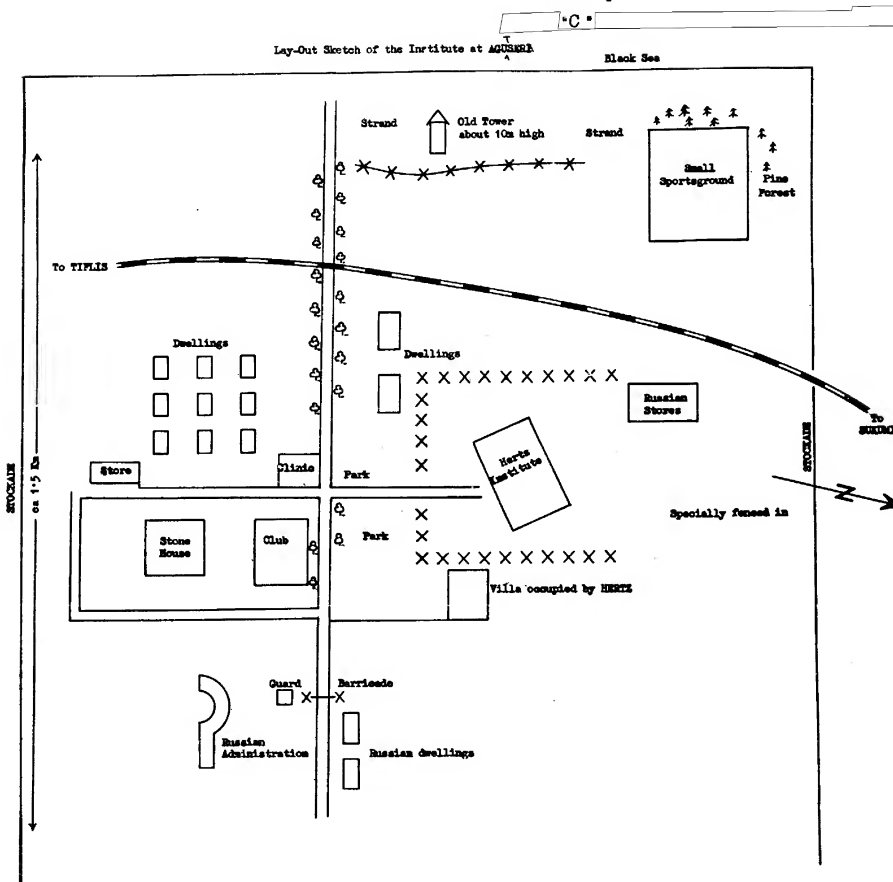 "C"
Lay-Out Sketch of the Institute at AGUSERA
T
Black Sea
Strand
Old Tower
about 10m high
Strand
Small
Sportsground
Pine
Forest
To TIFLIS
Dwellings
Dwellings
Russian
Stores
To
SUKUMI
Store
Clinic
Park
Hertz
Institute
STOCKADE
ca 1·5 Km
STOCKADE
N
Specially fenced in
Stone
House
Club
Park
Villa occupied by HERTZ
Guard
Barricade
Russian
Administration
Russian dwellings